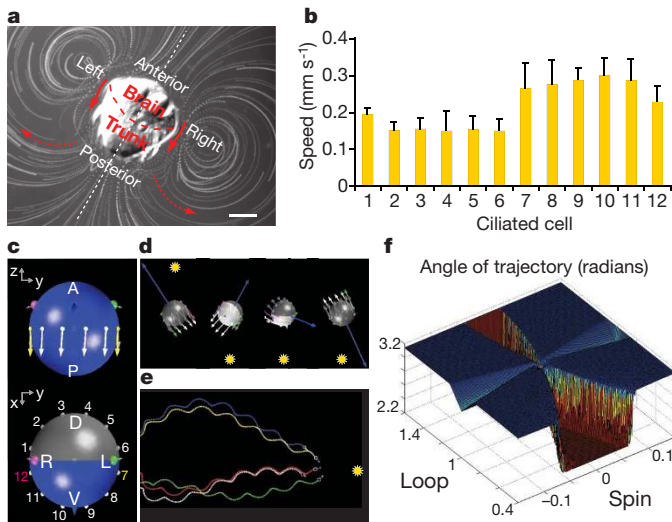 a
Left
Anterior
Brain
Trunk
Right
Posterior
b
Speed (mm s⁻¹)
0.4
0.3
0.2
0.1
0
1 2 3 4 5 6 7 8 9 10 11 12
Ciliated cell
c
z
y
A
P
x
y
3 4
2 D 5
1 6
R L
12 7
11 V 8
10 9
d
e
f
Angle of trajectory (radians)
3.2
2.2
1.4
1
0.4
Loop
−0.1
0
0.1
Spin